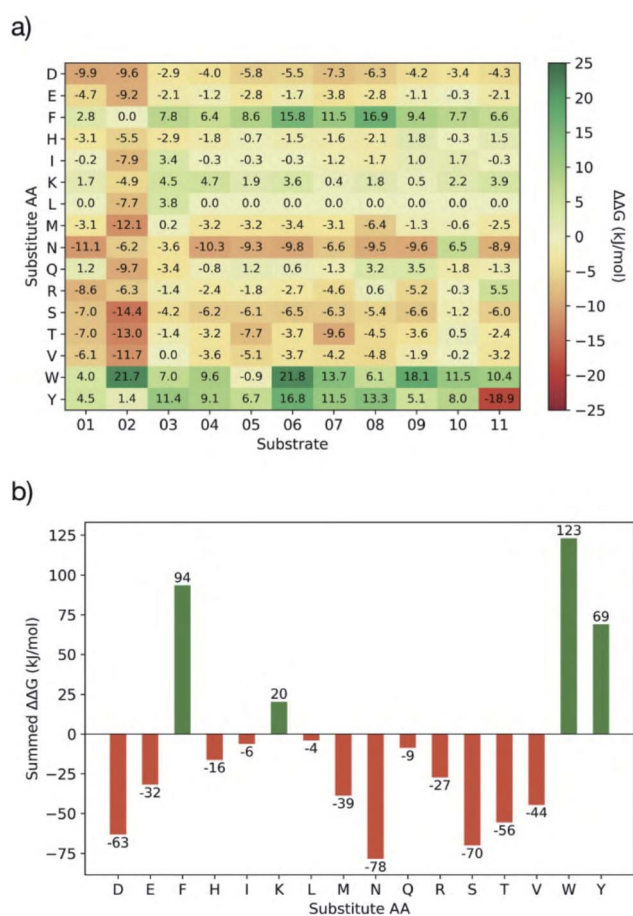 a)
D -9.9 -9.6 -2.9 -4.0 -5.8 -5.5 -7.3 -6.3 -4.2 -3.4 -4.3
E -4.7 -9.2 -2.1 -1.2 -2.8 -1.7 -3.8 -2.8 -1.1 -0.3 -2.1
F 2.8 0.0 7.8 6.4 8.6 15.8 11.5 16.9 9.4 7.7 6.6
H -3.1 -5.5 -2.9 -1.8 -0.7 -1.5 -1.6 -2.1 1.8 -0.3 1.5
I -0.2 -7.9 3.4 -0.3 -0.3 -0.3 -1.2 -1.7 1.0 1.7 -0.3
K 1.7 -4.9 4.5 4.7 1.9 3.6 0.4 1.8 0.5 2.2 3.9
L 0.0 -7.7 3.8 0.0 0.0 0.0 0.0 0.0 0.0 0.0 0.0
M -3.1 -12.1 0.2 -3.2 -3.2 -3.4 -3.1 -6.4 -1.3 -0.6 -2.5
N -11.1 -6.2 -3.6 -10.3 -9.3 -9.8 -6.6 -9.5 -9.6 6.5 -8.9
Q 1.2 -9.7 -3.4 -0.8 1.2 0.6 -1.3 3.2 3.5 -1.8 -1.3
R -8.6 -6.3 -1.4 -2.4 -1.8 -2.7 -4.6 0.6 -5.2 -0.3 5.5
S -7.0 -14.4 -4.2 -6.2 -6.1 -6.5 -6.3 -5.4 -6.6 -1.2 -6.0
T -7.0 -13.0 -1.4 -3.2 -7.7 -3.7 -9.6 -4.5 -3.6 0.5 -2.4
V -6.1 -11.7 0.0 -3.6 -5.1 -3.7 -4.2 -4.8 -1.9 -0.2 -3.2
W 4.0 21.7 7.0 9.6 -0.9 21.8 13.7 6.1 18.1 11.5 10.4
Y 4.5 1.4 11.4 9.1 6.7 16.8 11.5 13.3 5.1 8.0 -18.9
01 02 03 04 05 06 07 08 09 10 11
Substrate
Substitute AA
25
20
15
10
5
0
−5
−10
−15
−20
−25
ΔΔG (kJ/mol)
b)
125
100
75
50
25
0
−25
−50
−75
Summed ΔΔG (kJ/mol)
-63 -32 94 -16 -6 20 -4 -39 -78 -9 -27 -70 -56 -44 123 69
D E F H I K L M N Q R S T V W Y
Substitute AA